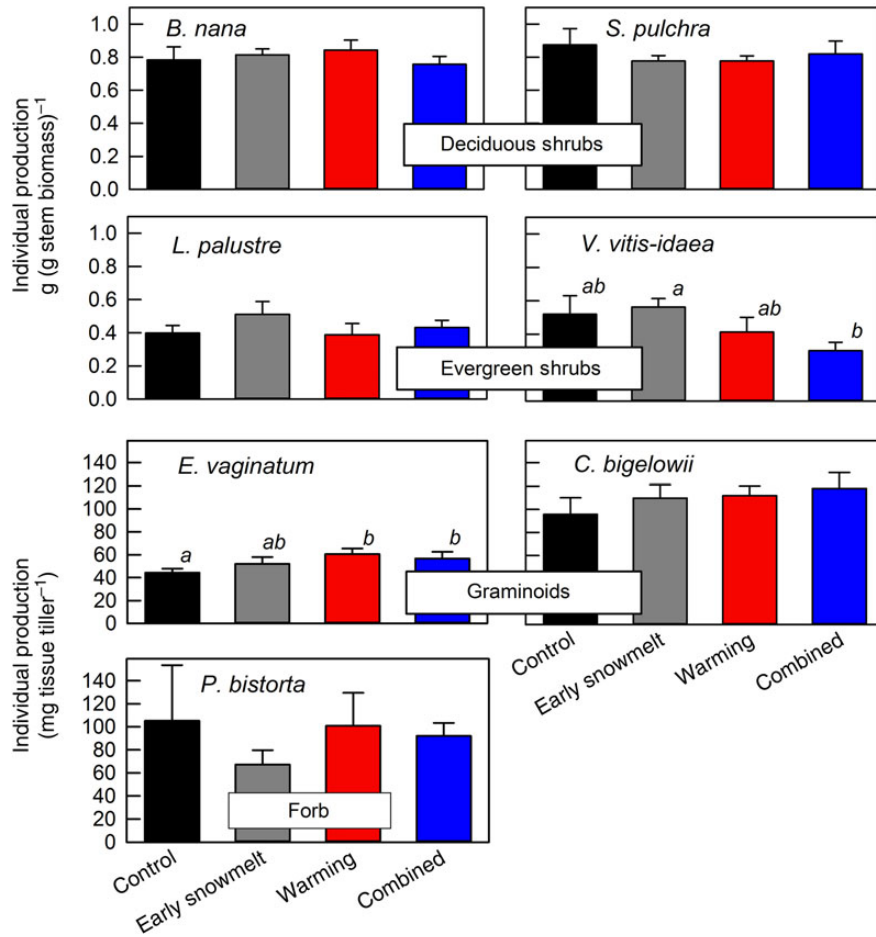 Individual production
g (g stem biomass)⁻¹
1.0
0.8
0.6
0.4
0.2
0.0
B. nana
S. pulchra
Deciduous shrubs
1.0
0.8
0.6
0.4
0.2
0.0
L. palustre
V. vitis-idaea
ab
a
ab
b
Evergreen shrubs
Individual production
(mg tissue tiller⁻¹)
140
120
100
80
60
40
20
0
E. vaginatum
a
ab
b
b
C. bigelowii
Graminoids
Control
Early snowmelt
Warming
Combined
140
120
100
80
60
40
20
0
P. bistorta
Forb
Control
Early snowmelt
Warming
Combined